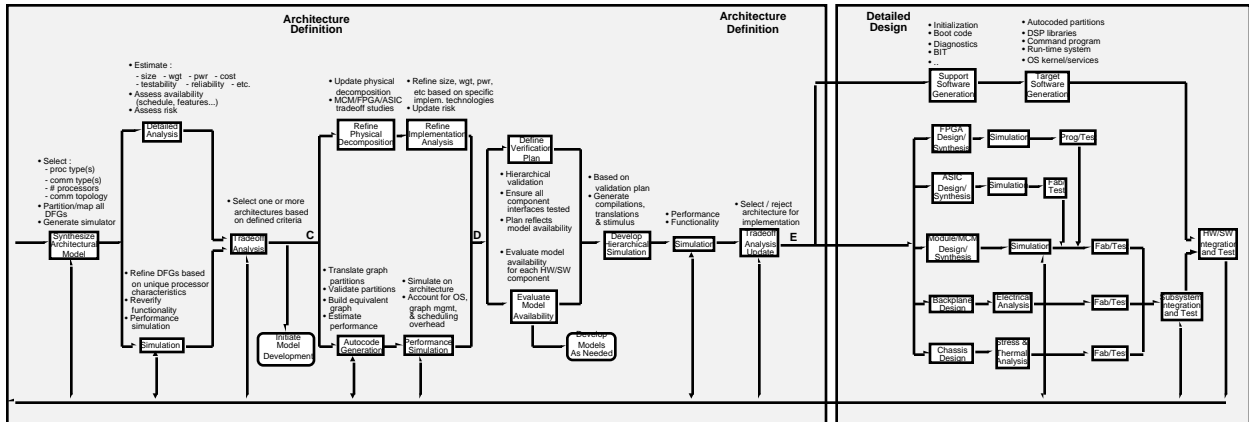 Architecture
Definition
Architecture
Definition
Detailed
Design
• Initialization
• Boot code
• Diagnostics
• BIT
• ..
• Autocoded partitions
• DSP libraries
• Command program
• Run-time system
• OS kernel/services
• Estimate :
- size - wgt - pwr - cost
- testability - reliability - etc.
• Assess availability
(schedule, features...)
• Assess risk
• Update physical
decomposition
• MCM/FPGA/ASIC
tradeoff studies
• Refine size, wgt, pwr,
etc based on specific
implem. technologies
• Update risk
Support
Software
Generation
Target
Software
Generation
Detailed
Analysis
Refine
Physical
Decomposition
Refine
Implementation
Analysis
Define
Verification
Plan
FPGA
Design/
Synthesis
Simulation
Prog/Test
• Select :
- proc type(s)
- comm type(s)
- # processors
- comm topology
• Partition/map all
DFGs
• Generate simulator
• Select one or more
architectures based
on defined criteria
• Hierarchical
validation
• Ensure all
component
interfaces tested
• Plan reflects
model availability
• Based on
validation plan
• Generate
compilations,
translations
& stimulus
• Performance
• Functionality
• Select / reject
architecture for
implementation
ASIC
Design/
Synthesis
Simulation
Fab/
Test
Synthesize
Architectural
Model
Tradeoff
Analysis
C
D
Develop
Hierarchical
Simulation
Simulation
Tradeoff
Analysis
Update
E
Module/MCM
Design/
Synthesis
Simulation
Fab/Tes
HW/SW
Integration
and Test
• Refine DFGs based
on unique processor
characteristics
• Reverify
functionality
• Performance
simulation
• Translate graph
partitions
• Validate partitions
• Build equivalent
graph
• Estimate
performance
• Simulate on
architecture
• Account for OS,
graph mgmt,
& scheduling
overhead
• Evaluate model
availability
for each HW/SW
component
Evaluate
Model
Availability
Backplane
Design
Electrical
Analysis
Fab/Tes
Subsystem
Integration
and Test
Simulation
Initiate
Model
Development
Autocode
Generation
Performance
Simulation
Develop
Models
As Needed
Chassis
Design
Stress &
Thermal
Analysis
Fab/Tes